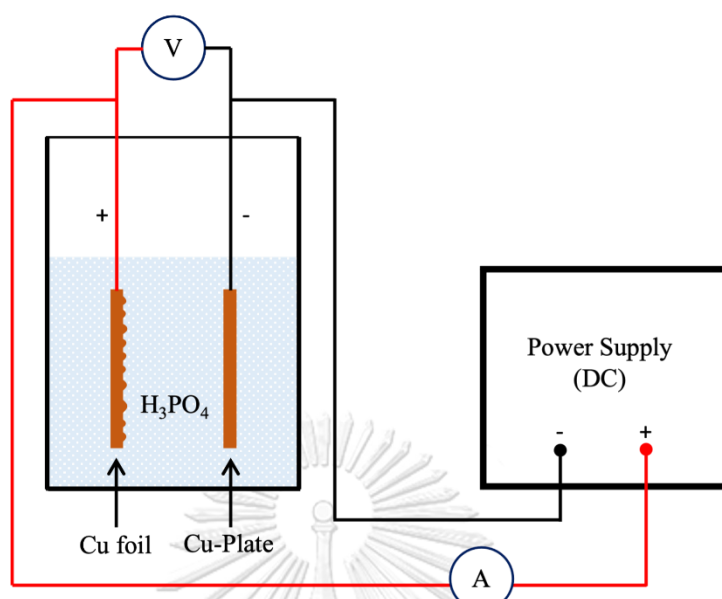 V
+
-
Power Supply
(DC)
H₃PO₄
-
+
Cu foil
Cu-Plate
A